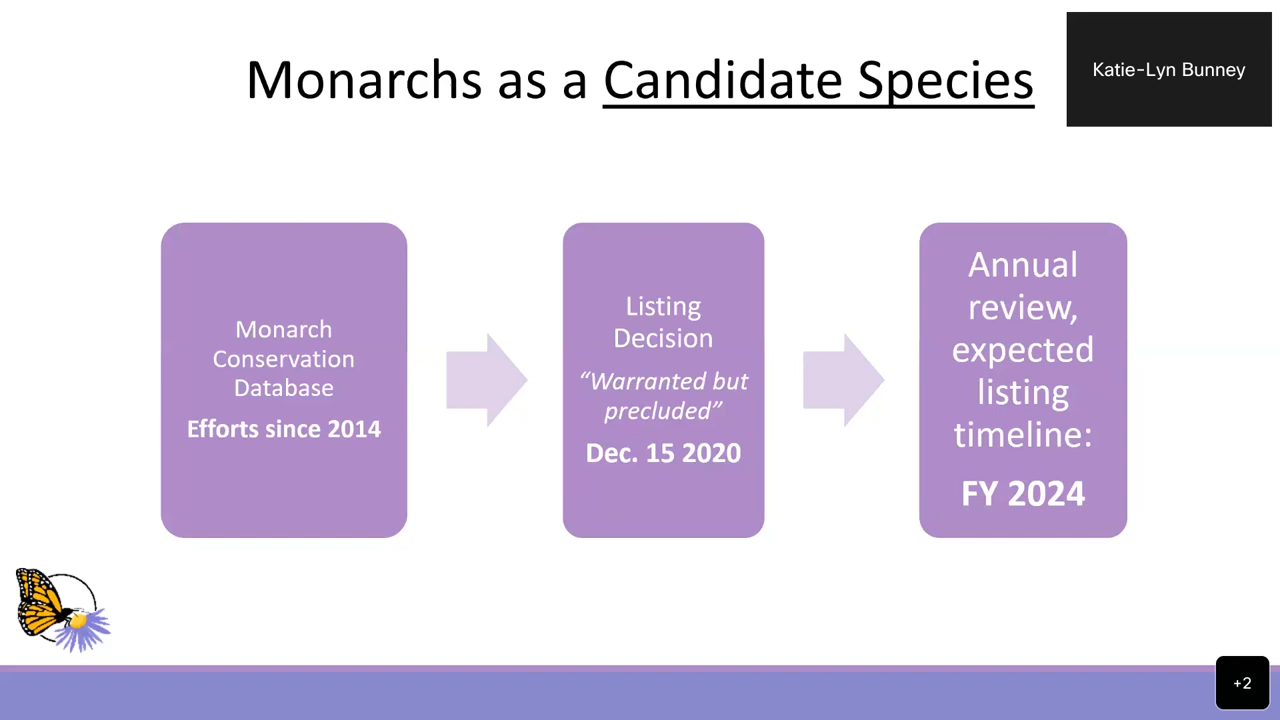 Monarchs as a Candidate Species
Katie-Lyn Bunney
Monarch
Conservation
Database
Efforts since 2014
Listing
Decision
“Warranted but
precluded”
Dec. 15 2020
Annual
review,
expected
listing
timeline:
FY 2024
+2